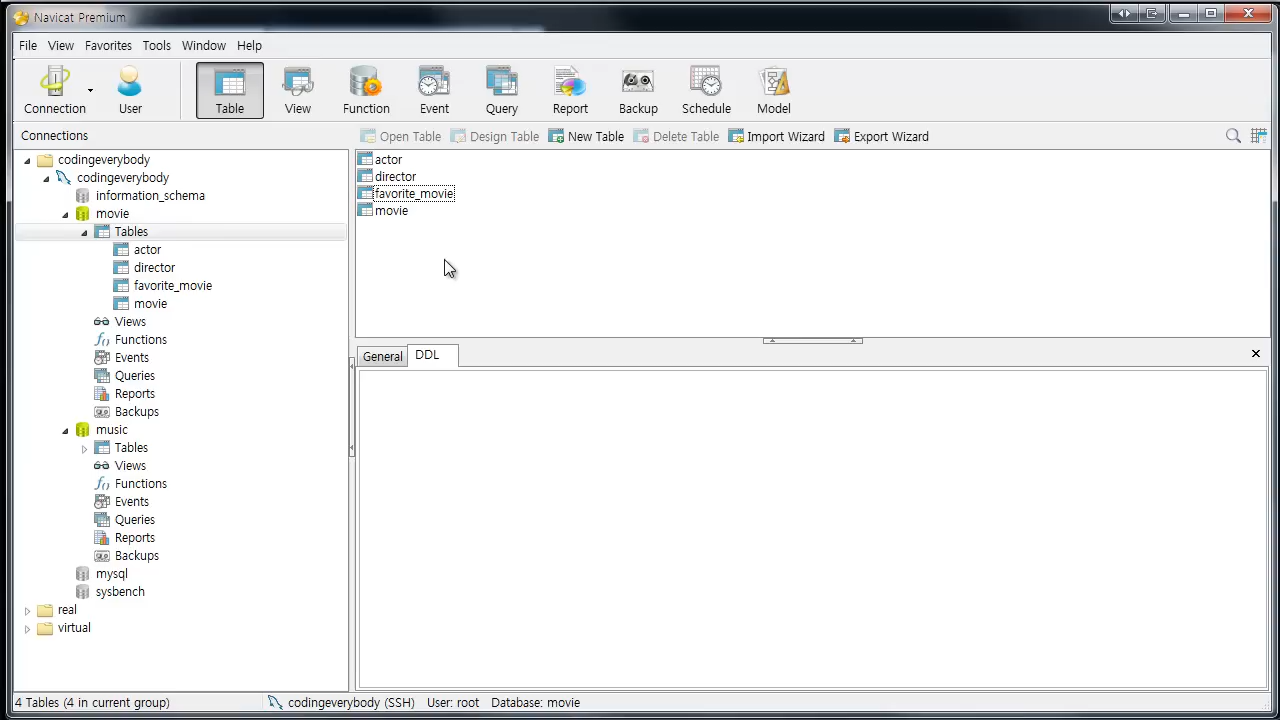 Navicat Premium
File View Favorites Tools Window Help
Connection User Table View Function Event Query Report Backup Schedule Model
Connections
Open Table Design Table New Table Delete Table Import Wizard Export Wizard
codingeverybody
codingeverybody
information_schema
movie
Tables
actor
director
favorite_movie
movie
Views
Functions
Events
Queries
Reports
Backups
music
Tables
Views
Functions
Events
Queries
Reports
Backups
mysql
sysbench
real
virtual
actor
director
favorite_movie
movie
General DDL
4 Tables (4 in current group) codingeverybody (SSH) User: root Database: movie